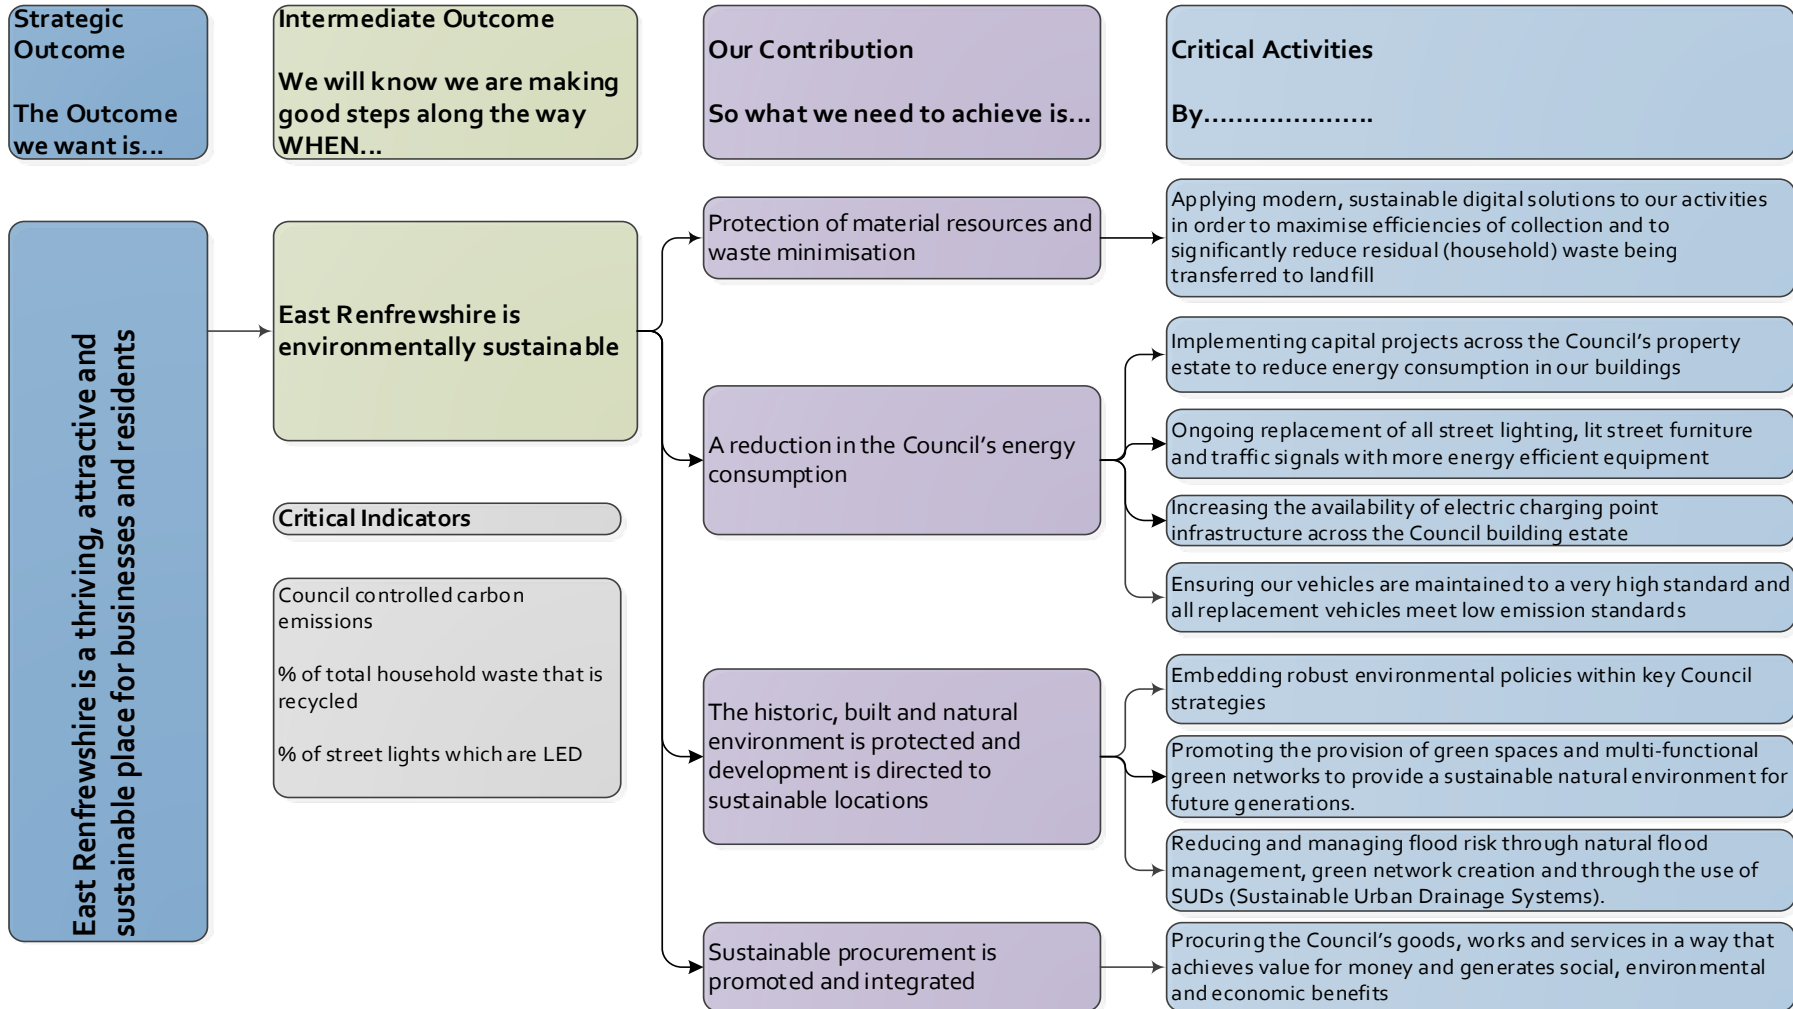 Strategic
Outcome
The Outcome
we want is...
Intermediate Outcome
We will know we are making
good steps along the way
WHEN...
Our Contribution
So what we need to achieve is...
Critical Activities
By.....................
East Renfrewshire is a thriving, attractive and
sustainable place for businesses and residents
East Renfrewshire is
environmentally sustainable
Critical Indicators
Council controlled carbon
emissions
% of total household waste that is
recycled
% of street lights which are LED
Protection of material resources and
waste minimisation
Applying modern, sustainable digital solutions to our activities
in order to maximise efficiencies of collection and to
significantly reduce residual (household) waste being
transferred to landfill
A reduction in the Council's energy
consumption
Implementing capital projects across the Council's property
estate to reduce energy consumption in our buildings
Ongoing replacement of all street lighting, lit street furniture
and traffic signals with more energy efficient equipment
Increasing the availability of electric charging point
infrastructure across the Council building estate
Ensuring our vehicles are maintained to a very high standard and
all replacement vehicles meet low emission standards
The historic, built and natural
environment is protected and
development is directed to
sustainable locations
Embedding robust environmental policies within key Council
strategies
Promoting the provision of green spaces and multi-functional
green networks to provide a sustainable natural environment for
future generations.
Reducing and managing flood risk through natural flood
management, green network creation and through the use of
SUDs (Sustainable Urban Drainage Systems).
Sustainable procurement is
promoted and integrated
Procuring the Council's goods, works and services in a way that
achieves value for money and generates social, environmental
and economic benefits